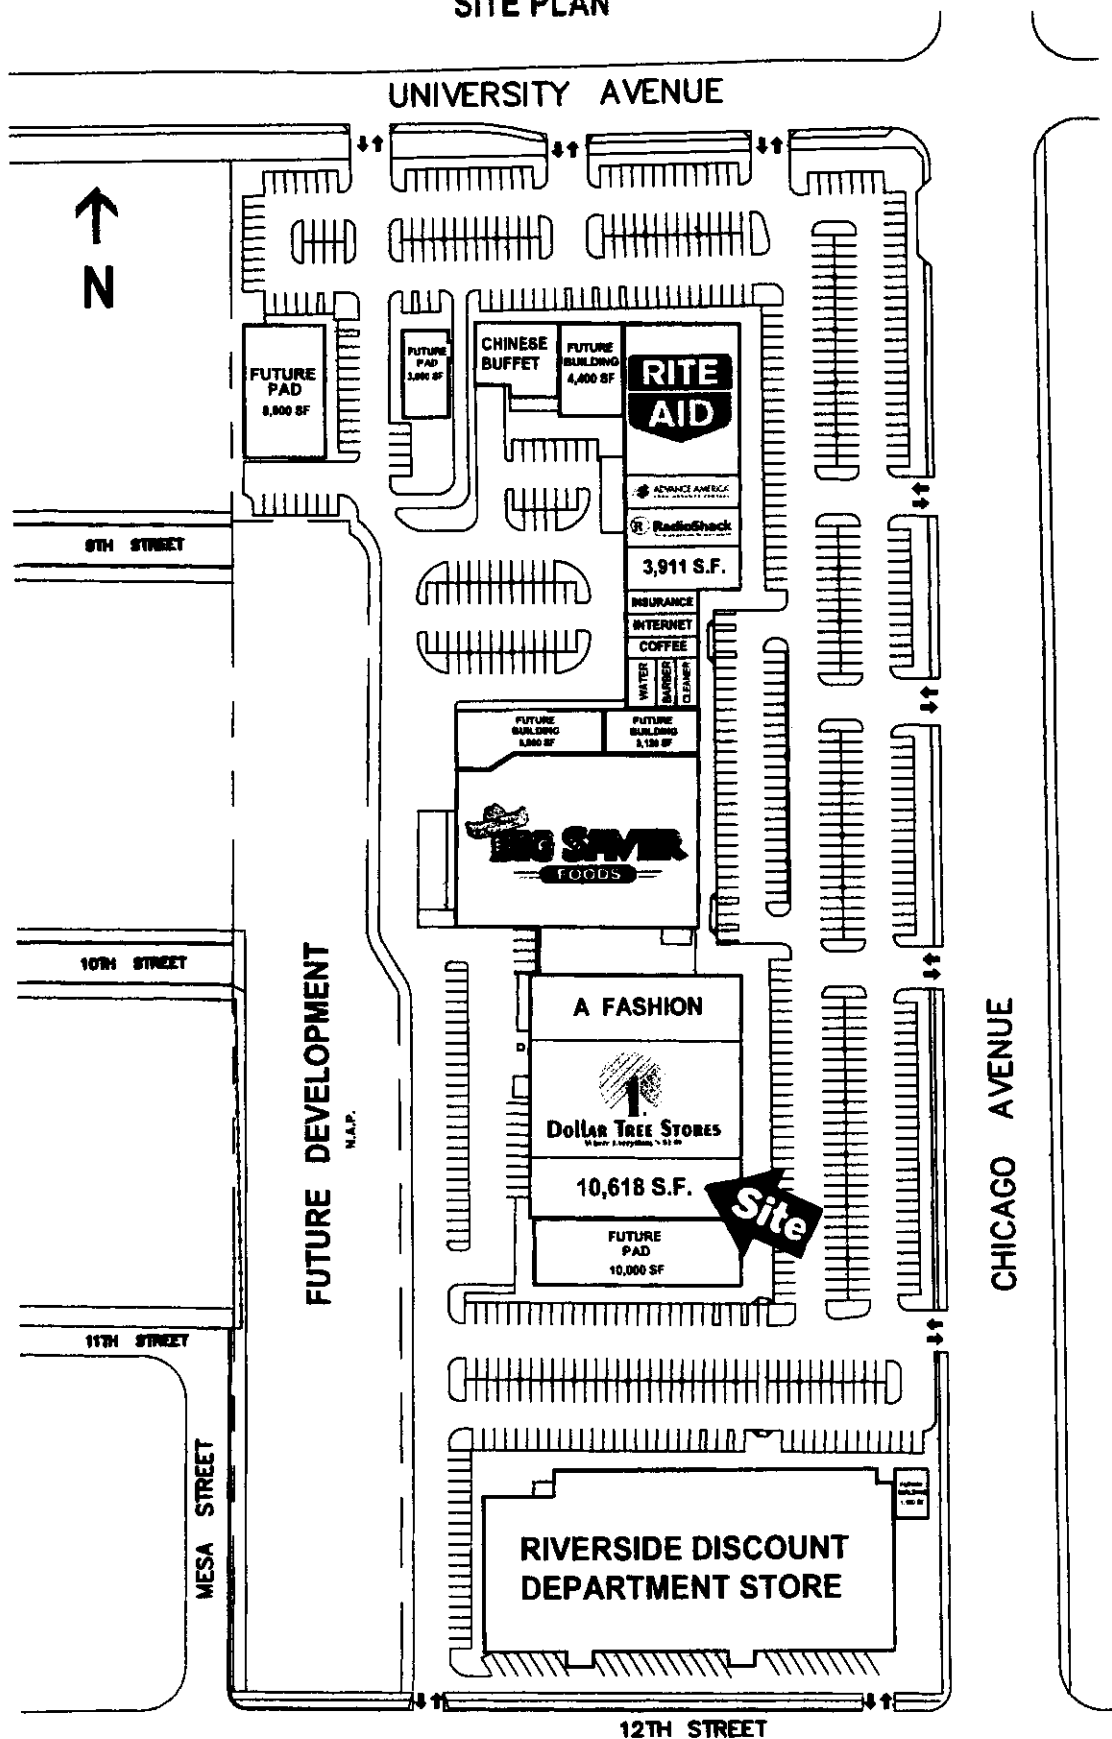 SITE PLAN
UNIVERSITY AVENUE
N
FUTURE
PAD
8,800 SF
FUTURE
PAD
CHINESE
BUFFET
FUTURE
BUILDING
4,400 SF
RITE
AID
ADVANCE AMERICA
R RadioShack
3,911 S.F.
INSURANCE
INTERNET
COFFEE
WATER
BARBER
CLEANER
9TH STREET
FUTURE
BUILDING
FUTURE
BUILDING
BIG SAVER
FOODS
10TH STREET
FUTURE DEVELOPMENT
N.A.P.
A FASHION
DOLLAR TREE STORES
10,618 S.F.
Site
FUTURE
PAD
10,000 SF
CHICAGO AVENUE
11TH STREET
MESA STREET
RIVERSIDE DISCOUNT
DEPARTMENT STORE
12TH STREET